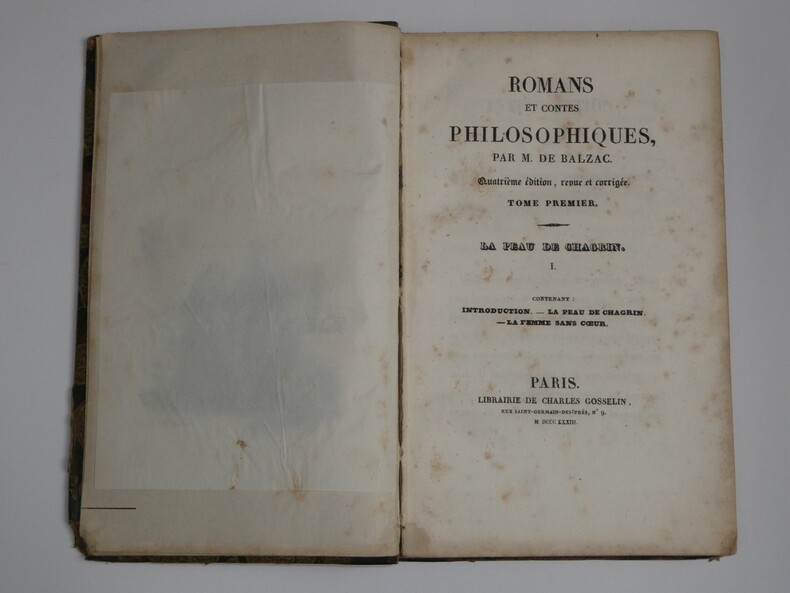 ROMANS
ET CONTES
PHILOSOPHIQUES,
PAR M. DE BALZAC.
Quatrième édition, revue et corrigée.
TOME PREMIER.
LA PEAU DE CHAGRIN.
I.
CONTENANT :
INTRODUCTION. — LA PEAU DE CHAGRIN.
— LA FEMME SANS CŒUR.
PARIS.
LIBRAIRIE DE CHARLES GOSSELIN,
RUE SAINT-GERMAIN-DES-PRÉS, N° 9.
M DCCC XXXIII.